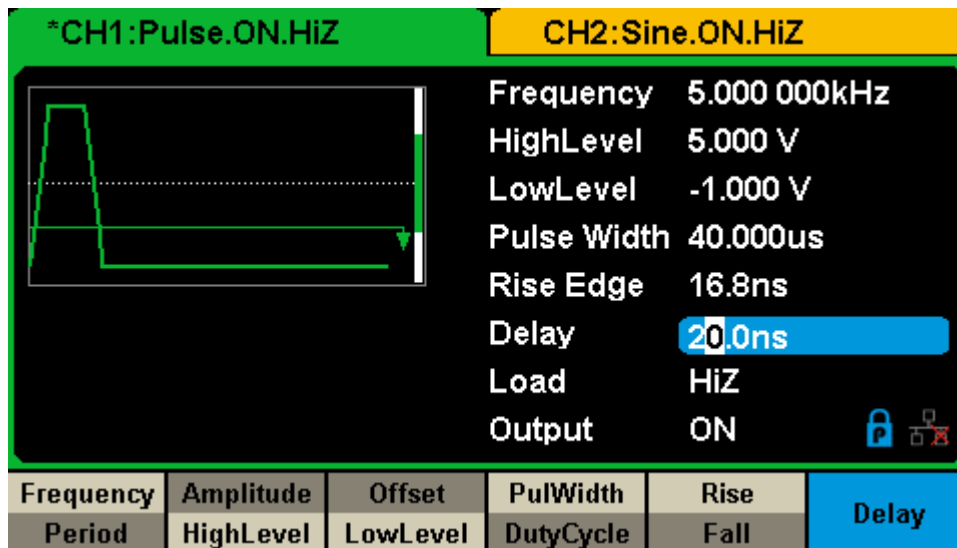 *CH1:Pulse.ON.HiZ CH2:Sine.ON.HiZ
Frequency 5.000 000kHz
HighLevel 5.000 V
LowLevel -1.000 V
Pulse Width 40.000us
Rise Edge 16.8ns
Delay 20.0ns
Load HiZ
Output ON P
Frequency Amplitude Offset PulWidth Rise Delay
Period HighLevel LowLevel DutyCycle Fall